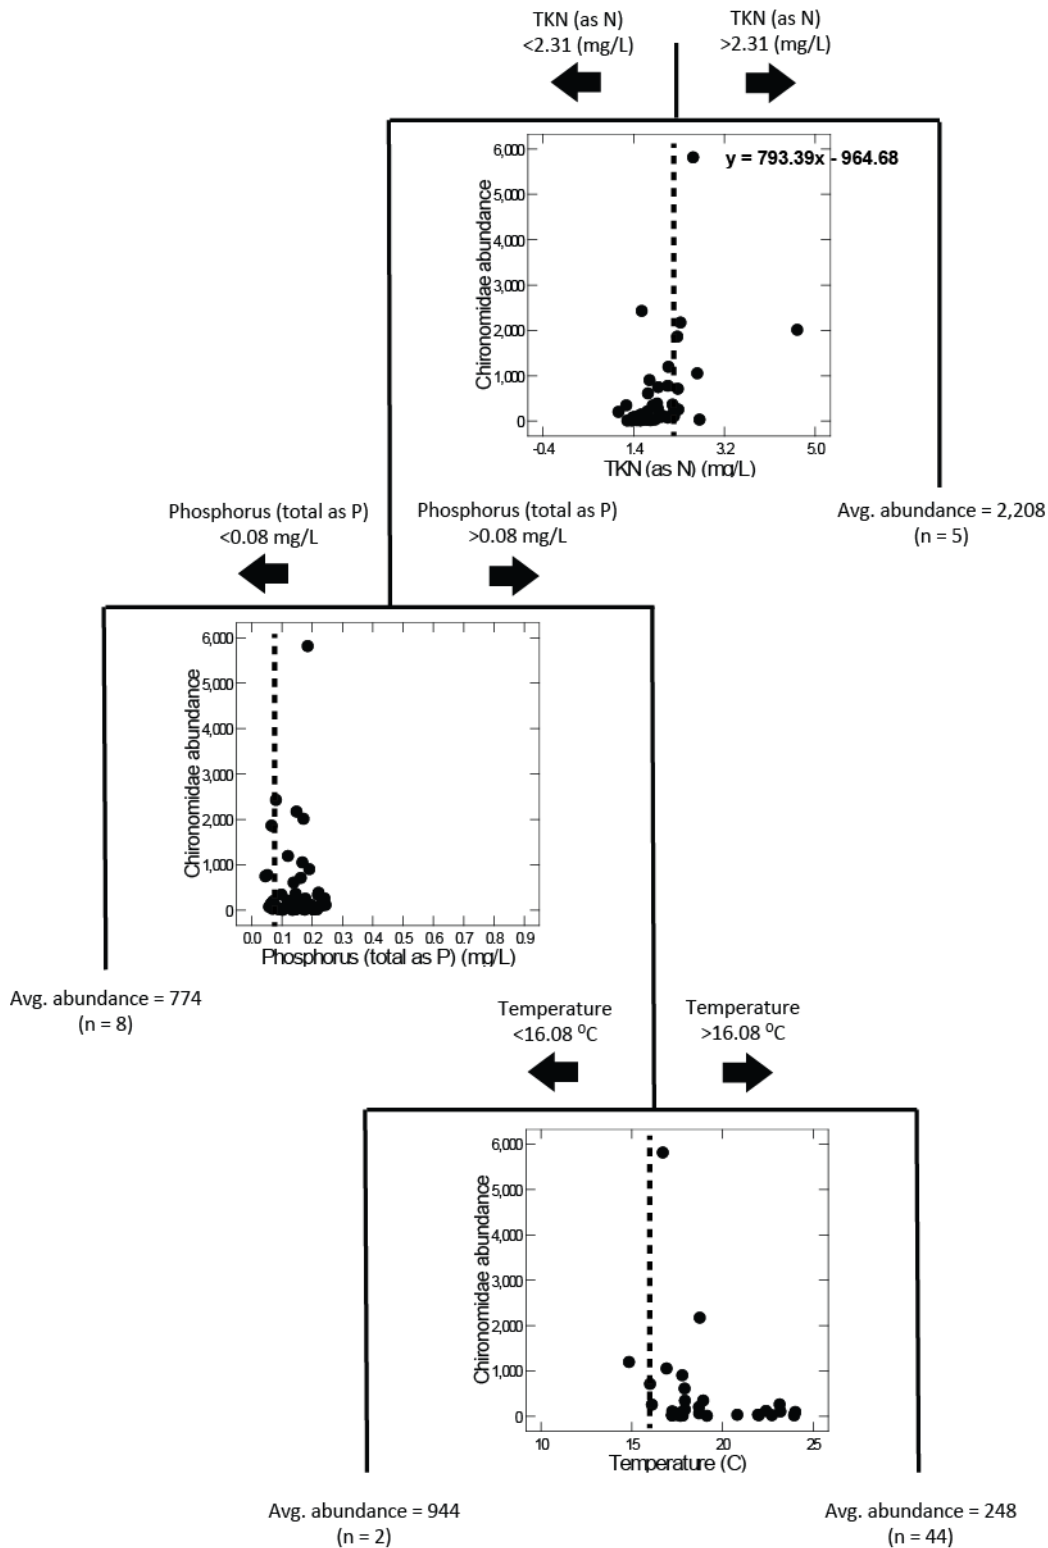 TKN (as N)
<2.31 (mg/L)
TKN (as N)
>2.31 (mg/L)
y = 793.39x - 964.68
Chironomidae abundance
6,000
5,000
4,000
3,000
2,000
1,000
0
-0.4
1.4
3.2
5.0
TKN (as N) (mg/L)
Avg. abundance = 2,208
(n = 5)
Phosphorus (total as P)
<0.08 mg/L
Phosphorus (total as P)
>0.08 mg/L
Chironomidae abundance
6,000
5,000
4,000
3,000
2,000
1,000
0
0.0 0.1 0.2 0.3 0.4 0.5 0.6 0.7 0.8 0.9
Phosphorus (total as P) (mg/L)
Avg. abundance = 774
(n = 8)
Temperature
<16.08 ⁰C
Temperature
>16.08 ⁰C
Chironomidae abundance
6,000
5,000
4,000
3,000
2,000
1,000
0
10 15 20 25
Temperature (C)
Avg. abundance = 944
(n = 2)
Avg. abundance = 248
(n = 44)